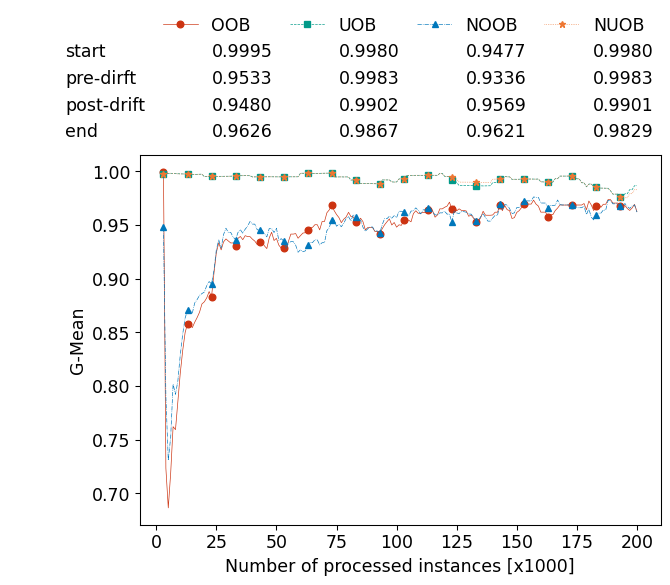 OOB UOB NOOB NUOB
start 0.9995 0.9980 0.9477 0.9980
pre-dirft 0.9533 0.9983 0.9336 0.9983
post-drift 0.9480 0.9902 0.9569 0.9901
end 0.9626 0.9867 0.9621 0.9829
1.00
0.95
0.90
0.85
0.80
0.75
0.70
G-Mean
0 25 50 75 100 125 150 175 200
Number of processed instances [x1000]